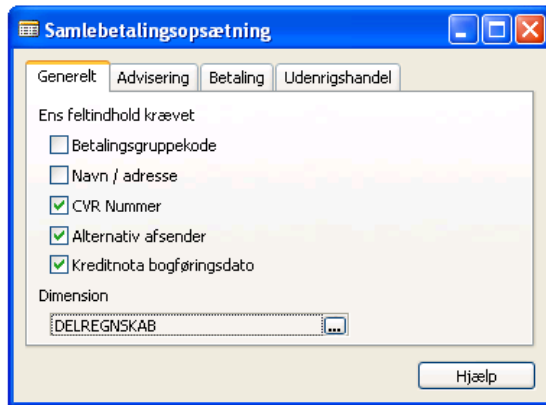 Samlebetalingsopsætning
Generelt Advisering Betaling Udenrigshandel
Ens feltindhold krævet
Betalingsgruppekode
Navn / adresse
CVR Nummer
Alternativ afsender
Kreditnota bogføringsdato
Dimension
DELREGNSKAB ...
Hjælp